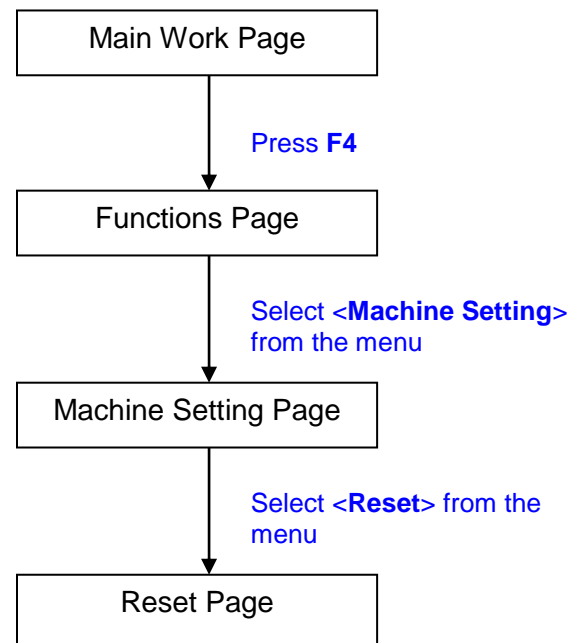 Main Work Page
Press F4
Functions Page
Select <Machine Setting>
from the menu
Machine Setting Page
Select <Reset> from the
menu
Reset Page